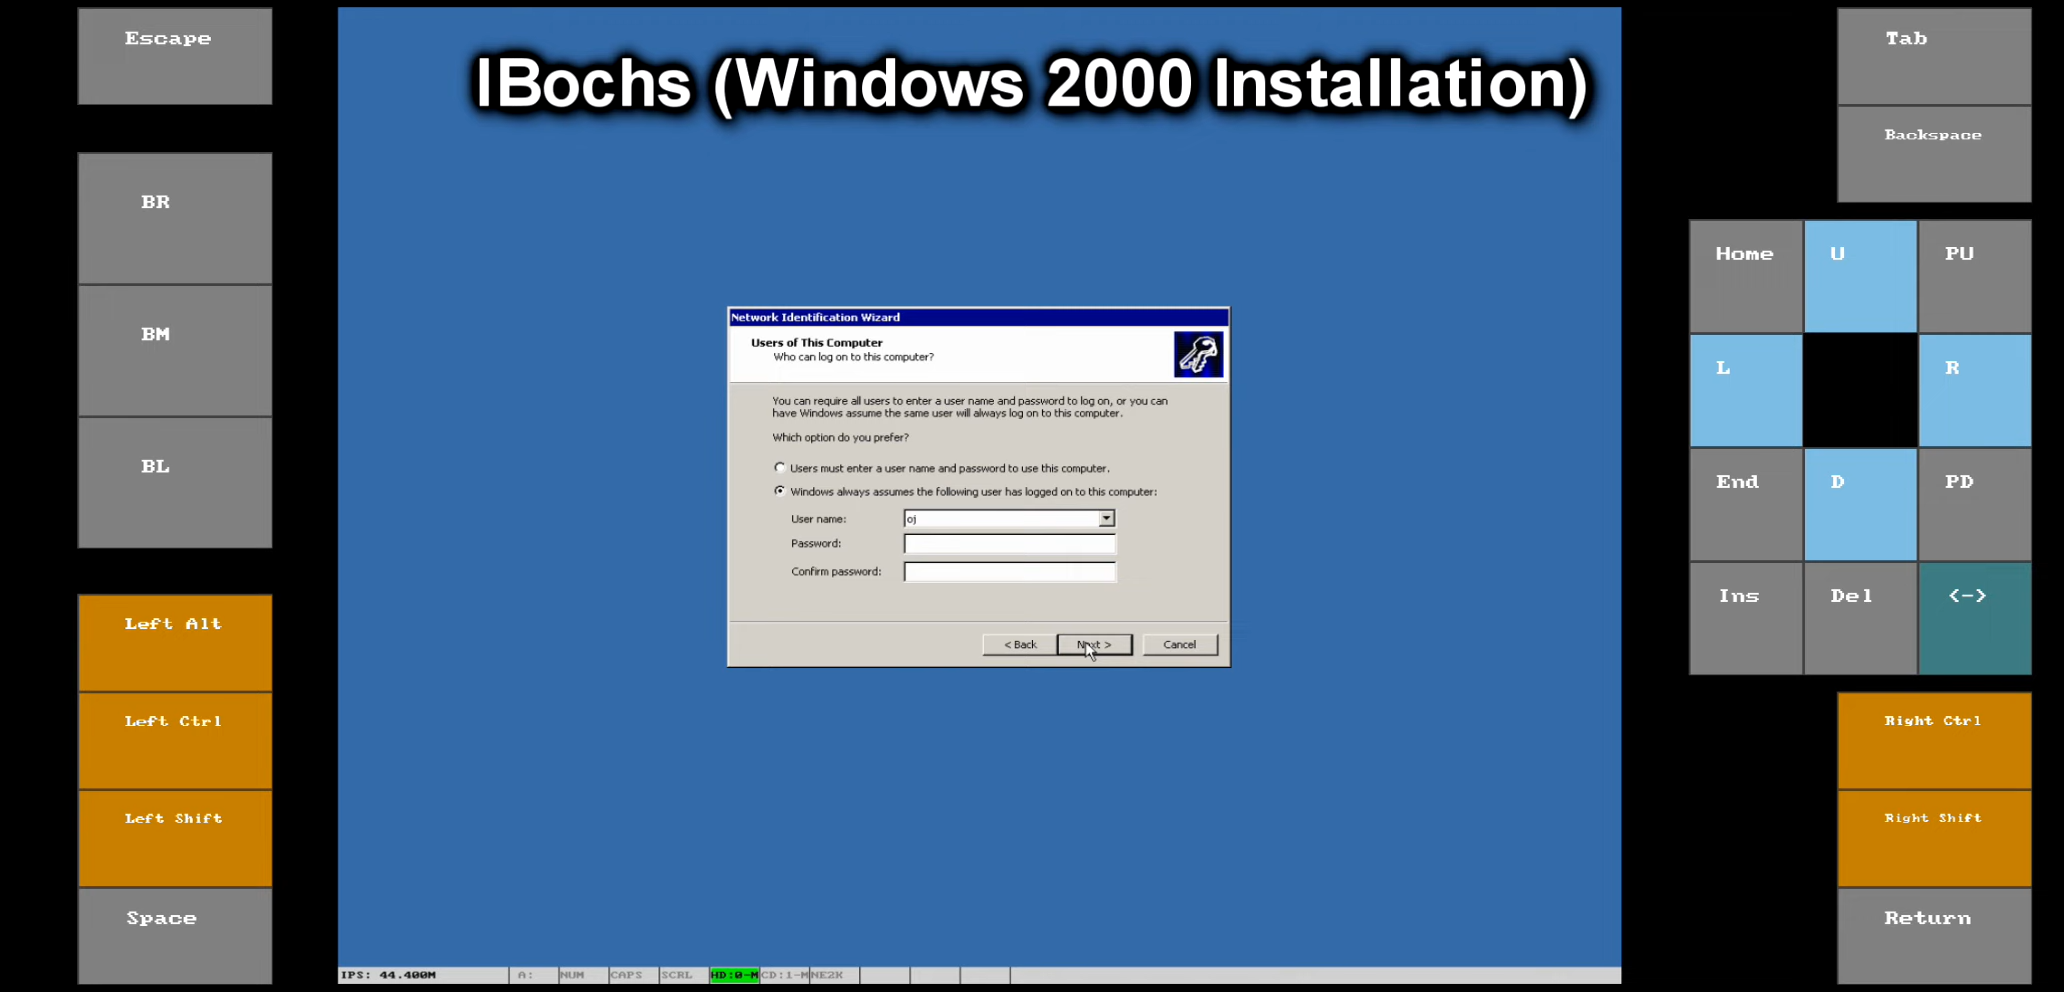 Escape
BR
BM
BL
Left Alt
Left Ctrl
Left Shift
Space
lBochs (Windows 2000 Installation)
Network Identification Wizard
Users of This Computer
Who can log on to this computer?
You can require all users to enter a user name and password to log on, or you can
have Windows assume the same user will always log on to this computer.
Which option do you prefer?
Users must enter a user name and password to use this computer.
Windows always assumes the following user has logged on to this computer:
User name: oj
Password:
Confirm password:
< Back Next > Cancel
IPS: 44.400M A: NUM CAPS SCRL HD:0-M CD:1-M NE2K
Tab
Backspace
Home U PU
L R
End D PD
Ins Del <->
Right Ctrl
Right Shift
Return